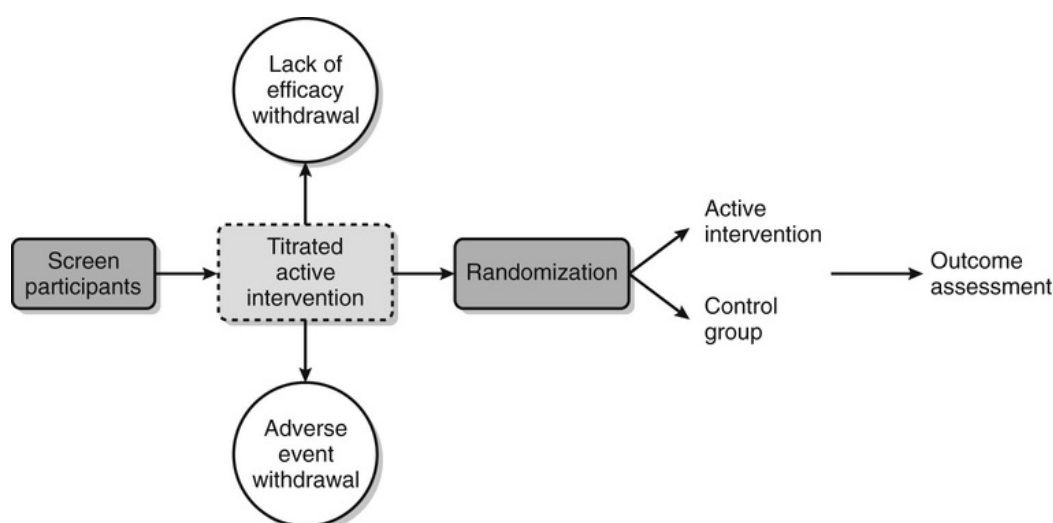 Lack of
efficacy
withdrawal
Screen
participants
Titrated
active
intervention
Randomization
Active
intervention
Control
group
Outcome
assessment
Adverse
event
withdrawal